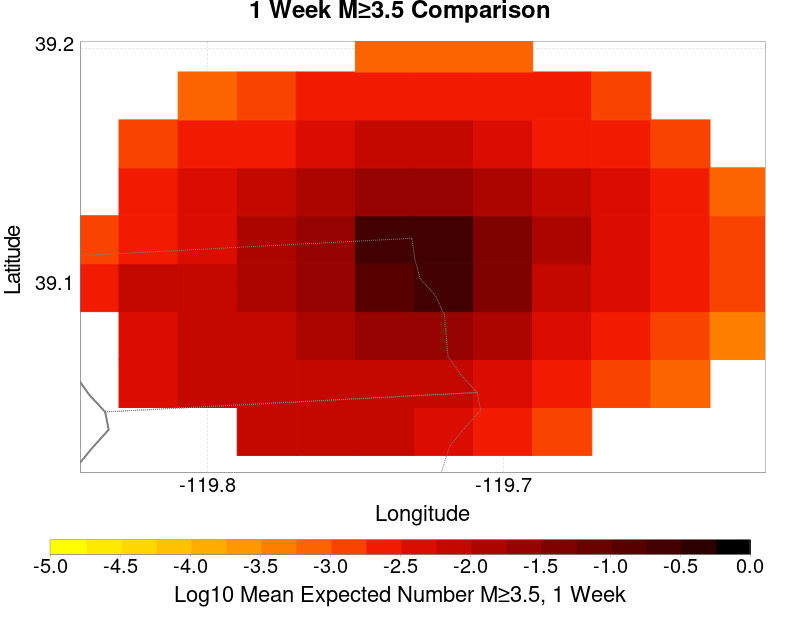 1 Week M≥3.5 Comparison
39.2
39.1
Latitude
-119.8 -119.7
Longitude
-5.0 -4.5 -4.0 -3.5 -3.0 -2.5 -2.0 -1.5 -1.0 -0.5 0.0
Log10 Mean Expected Number M≥3.5, 1 Week